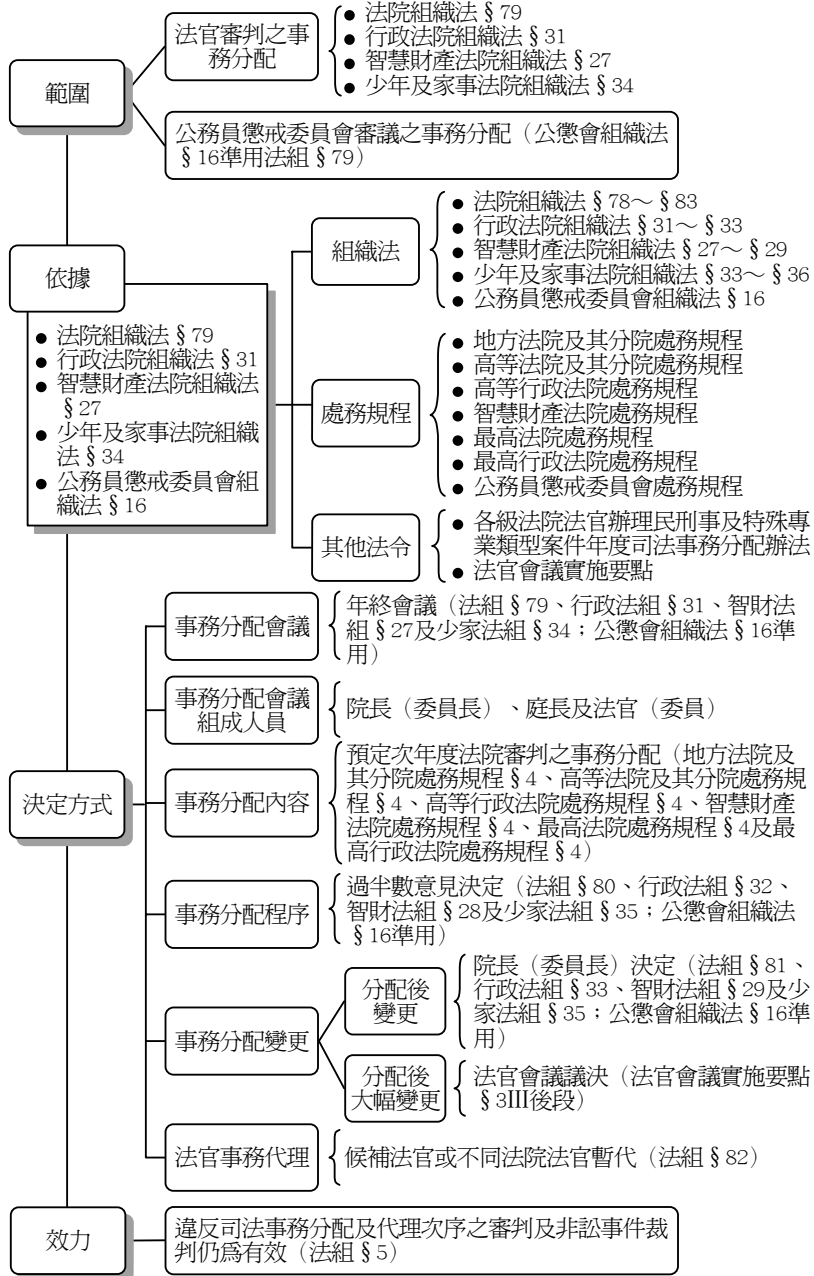 範圍
法官審判之事
務分配
● 法院組織法§79
● 行政法院組織法§31
● 智慧財產法院組織法§27
● 少年及家事法院組織法§34
公務員懲戒委員會審議之事務分配（公懲會組織法
§16準用法組§79）
依據
● 法院組織法§79
● 行政法院組織法§31
● 智慧財產法院組織法
§27
● 少年及家事法院組織
法§34
● 公務員懲戒委員會組
織法§16
組織法
● 法院組織法§78～§83
● 行政法院組織法§31～§33
● 智慧財產法院組織法§27～§29
● 少年及家事法院組織法§33～§36
● 公務員懲戒委員會組織法§16
處務規程
● 地方法院及其分院處務規程
● 高等法院及其分院處務規程
● 高等行政法院處務規程
● 智慧財產法院處務規程
● 最高法院處務規程
● 最高行政法院處務規程
● 公務員懲戒委員會處務規程
其他法令
● 各級法院法官辦理民刑事及特殊專
業類型案件年度司法事務分配辦法
● 法官會議實施要點
決定方式
事務分配會議
年終會議（法組§79、行政法組§31、智財法
組§27及少家法組§34；公懲會組織法§16準
用）
事務分配會議
組成人員
院長（委員長）、庭長及法官（委員）
事務分配內容
預定次年度法院審判之事務分配（地方法院及
其分院處務規程§4、高等法院及其分院處務規
程§4、高等行政法院處務規程§4、智慧財產
法院處務規程§4、最高法院處務規程§4及最
高行政法院處務規程§4）
事務分配程序
過半數意見決定（法組§80、行政法組§32、
智財法組§28及少家法組§35；公懲會組織法
§16準用）
事務分配變更
分配後
變更
院長（委員長）決定（法組§81、
行政法組§33、智財法組§29及少
家法組§35；公懲會組織法§16準
用）
分配後
大幅變更
法官會議議決（法官會議實施要點
§3Ⅲ後段）
法官事務代理
候補法官或不同法院法官暫代（法組§82）
效力
違反司法事務分配及代理次序之審判及非訟事件裁
判仍爲有效（法組§5）